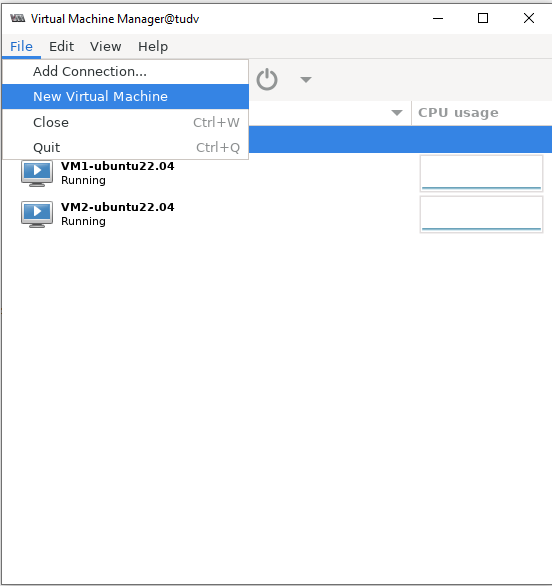 Virtual Machine Manager@tudv
File Edit View Help
Add Connection...
New Virtual Machine
Close Ctrl+W
Quit Ctrl+Q
CPU usage
VM1-ubuntu22.04
Running
VM2-ubuntu22.04
Running